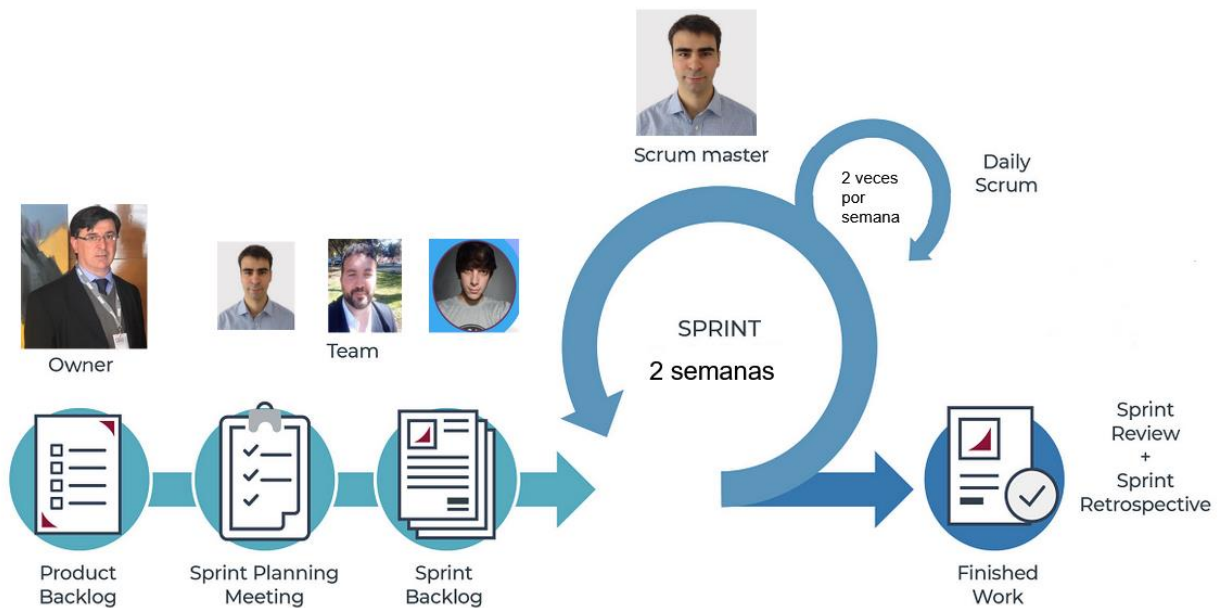 Scrum master
Daily
Scrum
2 veces
por
semana
Owner
Team
SPRINT
2 semanas
Product
Backlog
Sprint Planning
Meeting
Sprint
Backlog
Finished
Work
Sprint
Review
+
Sprint
Retrospective